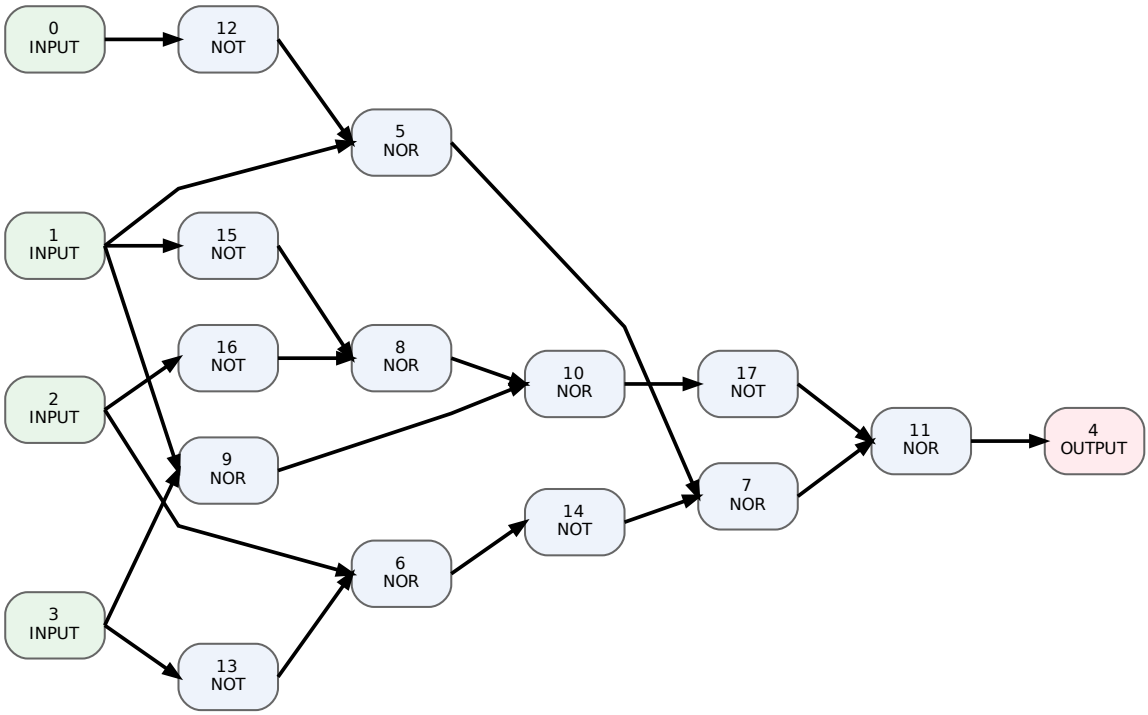 0
INPUT
12
NOT
5
NOR
1
INPUT
15
NOT
16
NOT
8
NOR
10
NOR
17
NOT
2
INPUT
11
NOR
4
OUTPUT
9
NOR
7
NOR
14
NOT
6
NOR
3
INPUT
13
NOT